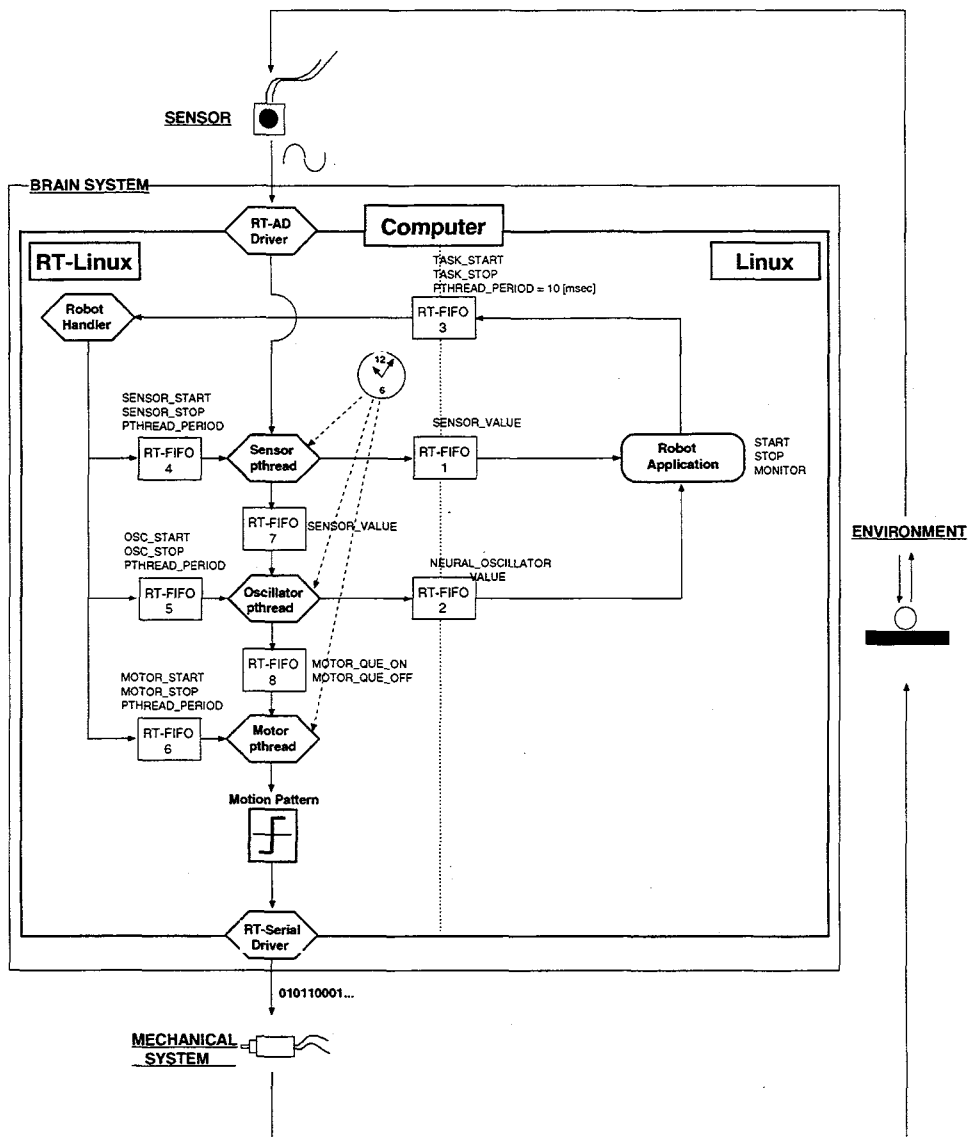 SENSOR
BRAIN SYSTEM
RT-AD
Driver
Computer
RT-Linux
Linux
TASK_START
TASK_STOP
PTHREAD_PERIOD = 10 [msec]
Robot
Handler
RT-FIFO
3
12
6
SENSOR_START
SENSOR_STOP
PTHREAD_PERIOD
RT-FIFO
4
Sensor
pthread
SENSOR_VALUE
RT-FIFO
1
Robot
Application
START
STOP
MONITOR
RT-FIFO
7
SENSOR_VALUE
ENVIRONMENT
OSC_START
OSC_STOP
PTHREAD_PERIOD
RT-FIFO
5
Oscillator
pthread
NEURAL_OSCILLATOR
VALUE
RT-FIFO
2
RT-FIFO
8
MOTOR_QUE_ON
MOTOR_QUE_OFF
MOTOR_START
MOTOR_STOP
PTHREAD_PERIOD
RT-FIFO
6
Motor
pthread
Motion Pattern
RT-Serial
Driver
010110001...
MECHANICAL
SYSTEM